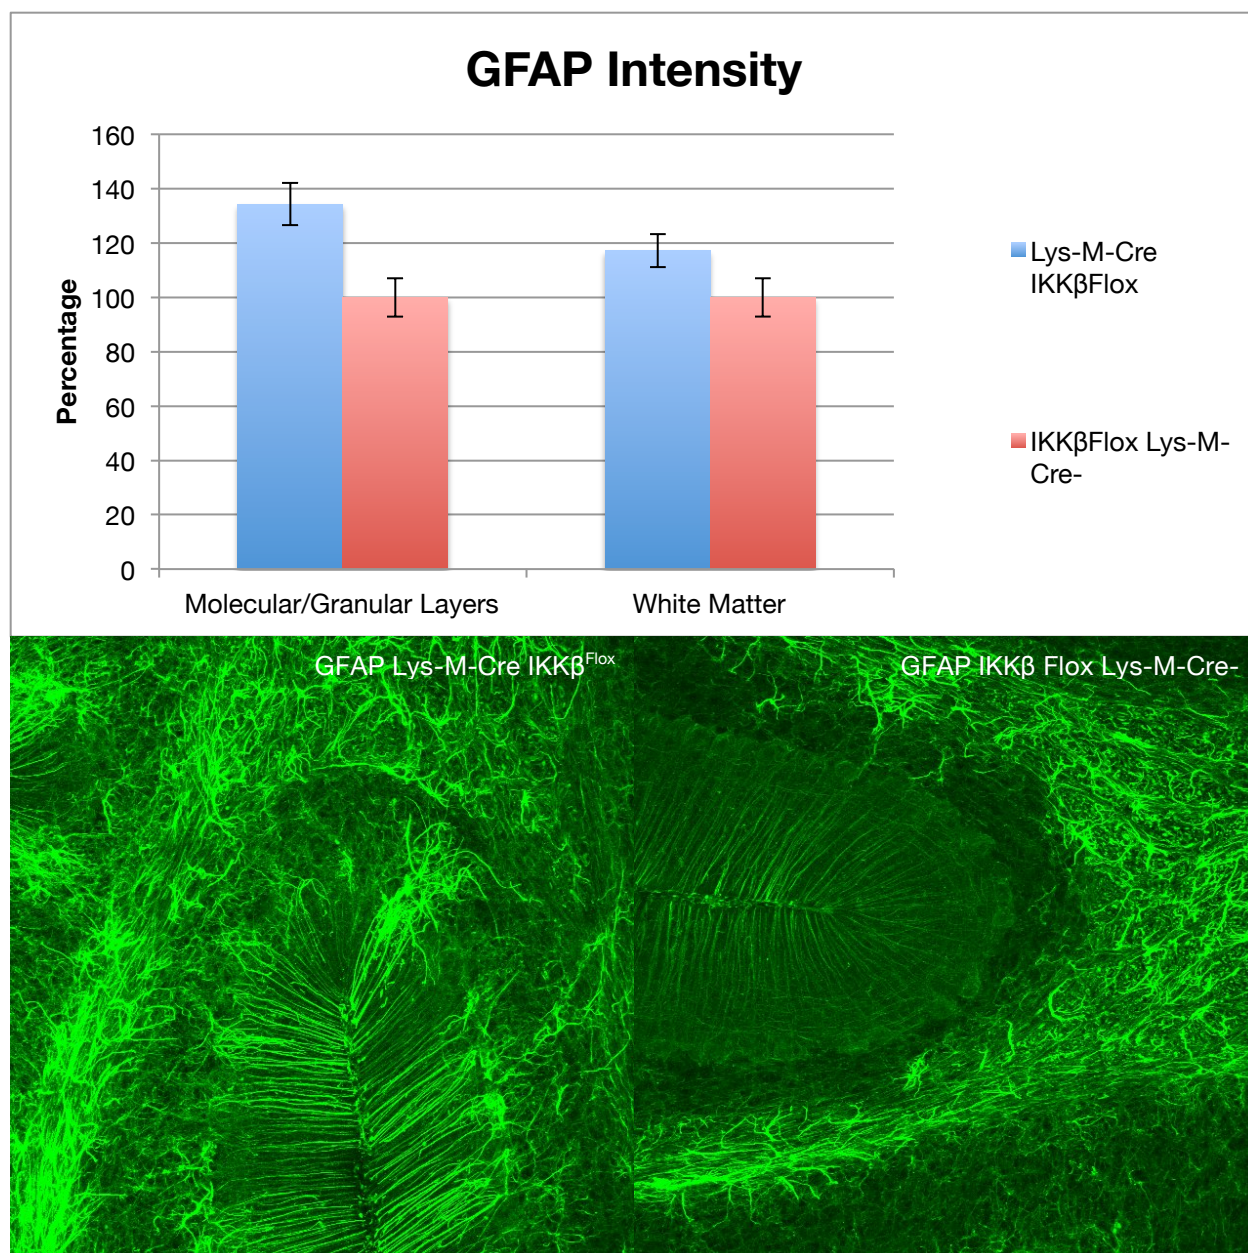 GFAP Intensity
Percentage
160
140
120
100
80
60
40
20
0
Molecular/Granular Layers
White Matter
Lys-M-Cre
IKKβFlox
IKKβFlox Lys-M-
Cre-
GFAP Lys-M-Cre IKKβFlox
GFAP IKKβ Flox Lys-M-Cre-